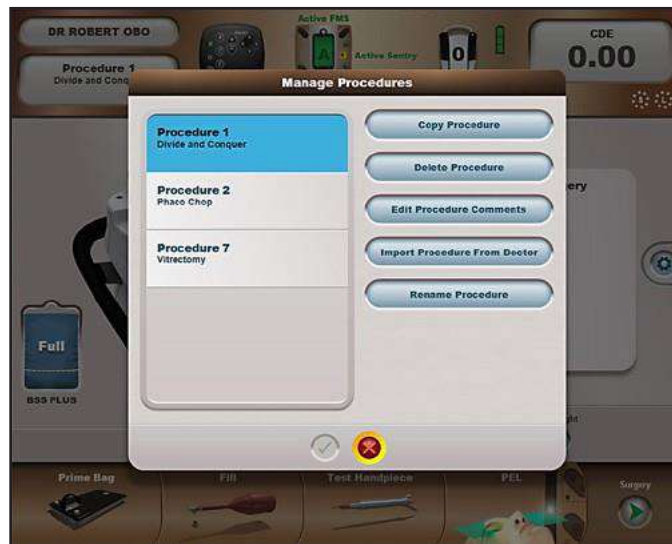 DR ROBERT OBO
Procedure 1
Divide and Conq
Active FMS
A
Active Sentry
0
CDE
0.00
Manage Procedures
Procedure 1
Divide and Conquer
Procedure 2
Phaco Chop
Procedure 7
Vitrectomy
Copy Procedure
Delete Procedure
Edit Procedure Comments
Import Procedure From Doctor
Rename Procedure
ery
Full
BSS PLUS
ght
Prime Bag
Fill
Test Handpiece
PEL
Surgery